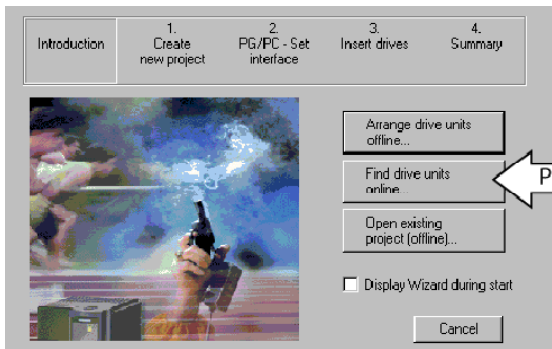 Introduction
1.
Create
new project
2.
PG/PC - Set
interface
3.
Insert drives
4.
Summary
Arrange drive units
offline...
Find drive units
online...
P
Open existing
project (offline)...
Display Wizard during start
Cancel